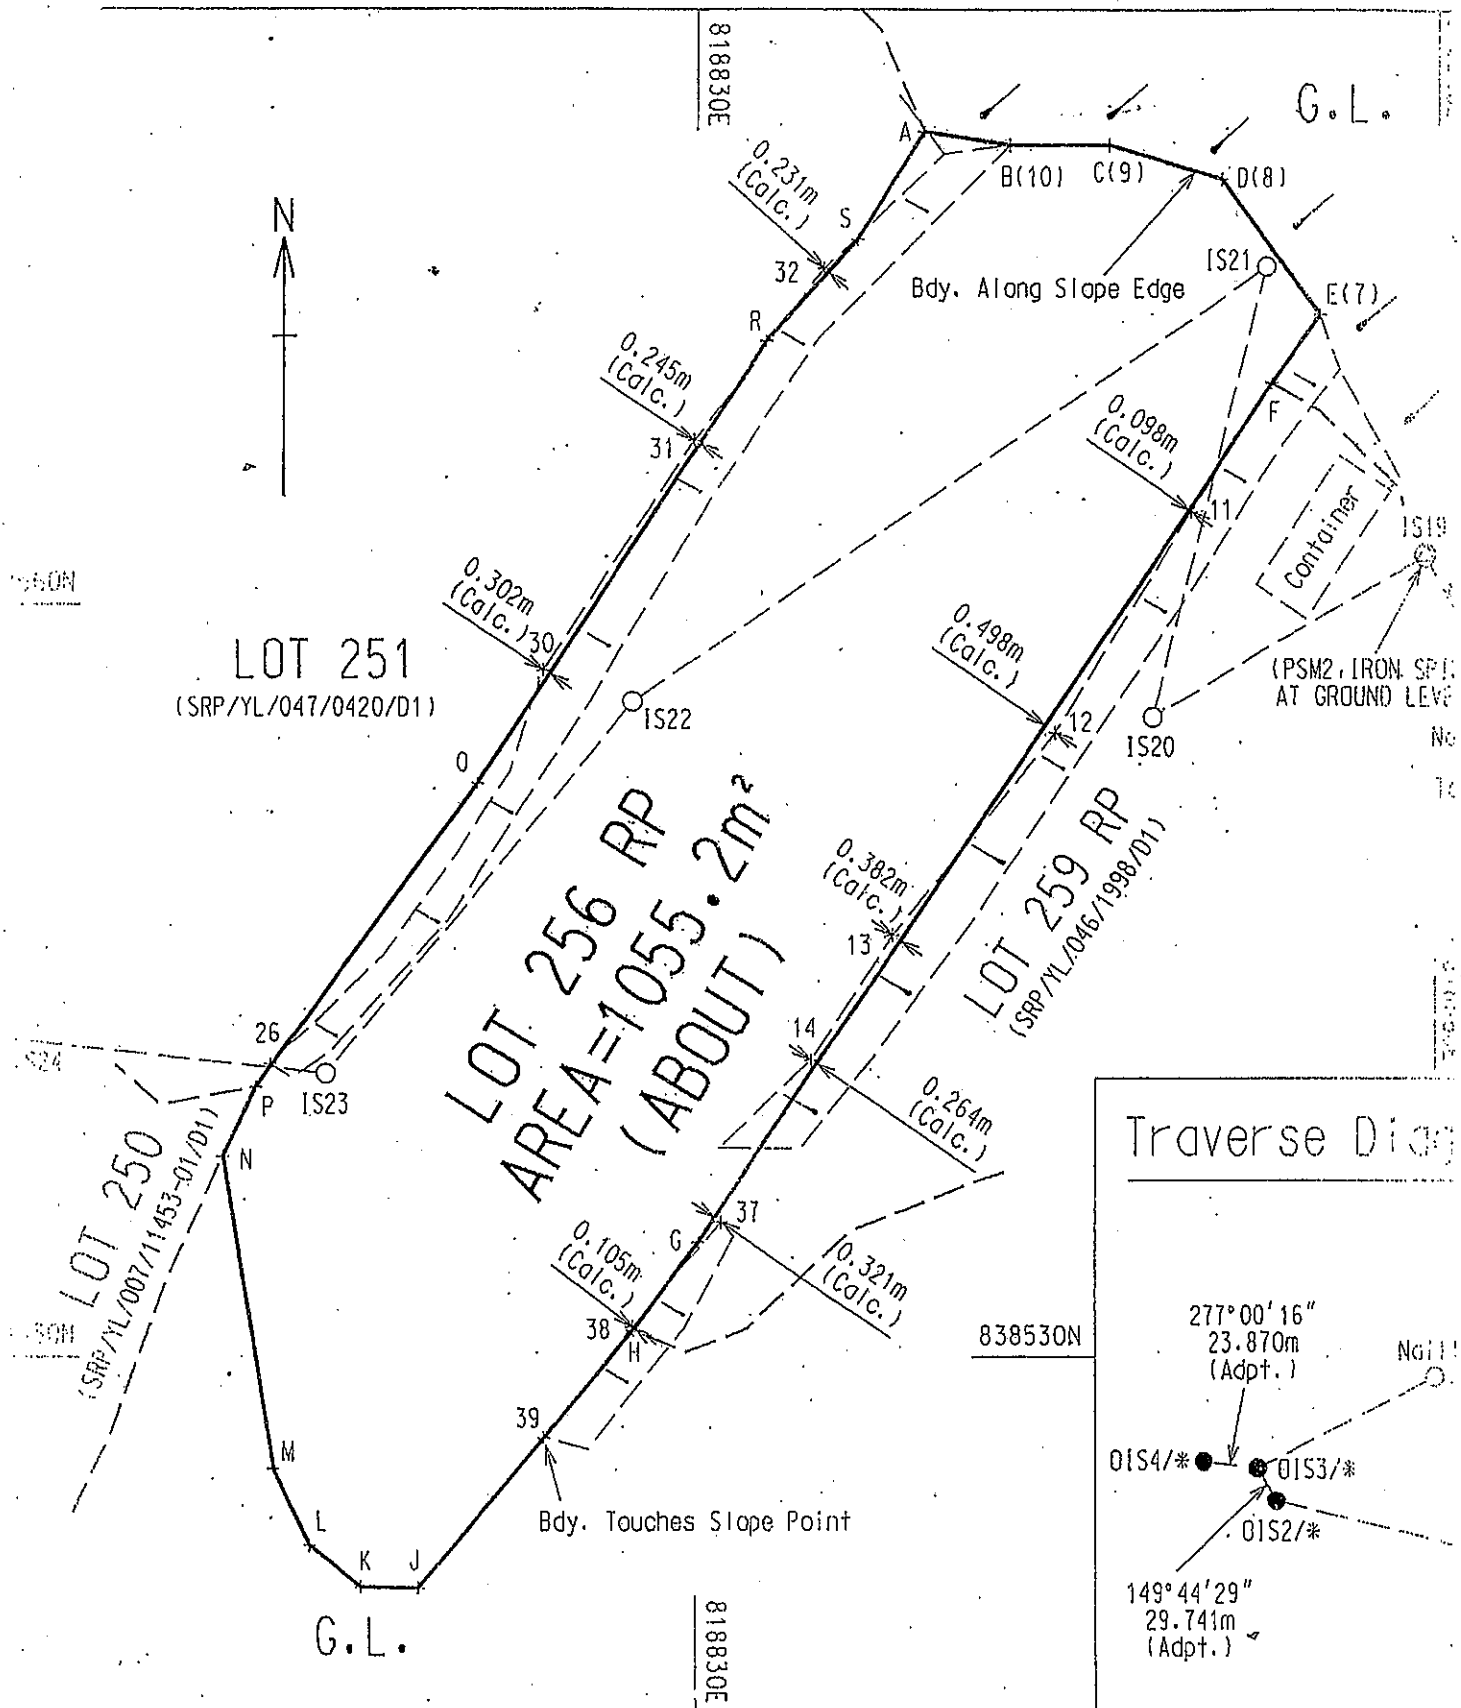 818830E
G.L.
A
B(10)
C(9)
D(8)
0.231m
(Calc.)
N
S
32
IS21
Bdy. Along Slope Edge
E(7)
R
0.245m
(Calc.)
F
31
0.098m
(Calc.)
11
Container
IS19
0.302m
(Calc.)
30
LOT 251
(SRP/YL/047/0420/D1)
0.498m
(Calc.)
(PSM2, IRON
AT GROUND
IS22
12
IS20
O
LOT 256 RP
AREA=1055.2m²
(ABOUT)
0.382m
(Calc.)
LOT 259 RP
(SRP/YL/046/1998/D1)
13
26
14
P
IS23
0.264m
(Calc.)
Traverse
N
LOT 250
(SRP/YL/007/11453-01/D1)
37
G
0.105m
(Calc.)
0.321m
(Calc.)
38
H
838530N
277°00'16"
23.870m
(Adpt.)
39
M
OIS4/*
OIS3/*
L
Bdy. Touches Slope Point
OIS2/*
K
J
149°44'29"
29.741m
(Adpt.)
G.L.
818830E